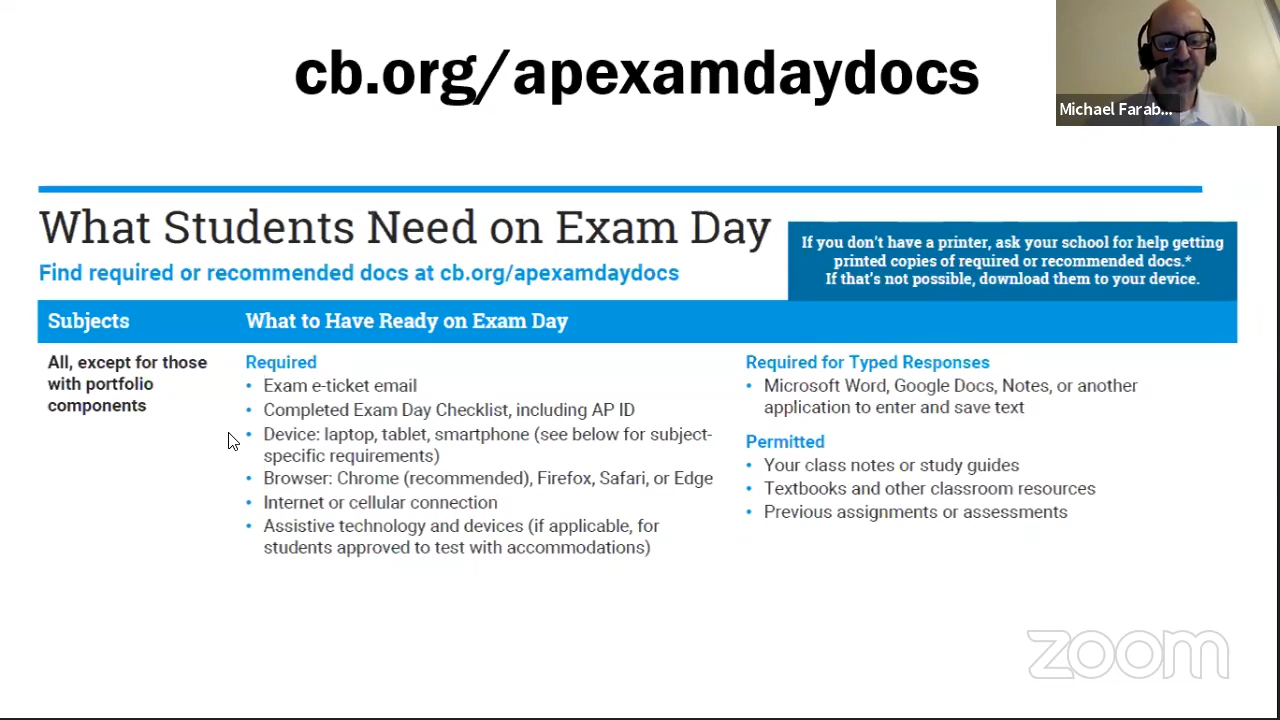 cb.org/apexamdaydocs
Michael Farab...
What Students Need on Exam Day
Find required or recommended docs at cb.org/apexamdaydocs
If you don't have a printer, ask your school for help getting
printed copies of required or recommended docs.*
If that's not possible, download them to your device.
Subjects
What to Have Ready on Exam Day
All, except for those
with portfolio
components
Required
• Exam e-ticket email
• Completed Exam Day Checklist, including AP ID
• Device: laptop, tablet, smartphone (see below for subject-
specific requirements)
• Browser: Chrome (recommended), Firefox, Safari, or Edge
• Internet or cellular connection
• Assistive technology and devices (if applicable, for
students approved to test with accommodations)
Required for Typed Responses
• Microsoft Word, Google Docs, Notes, or another
application to enter and save text
Permitted
• Your class notes or study guides
• Textbooks and other classroom resources
• Previous assignments or assessments
zoom